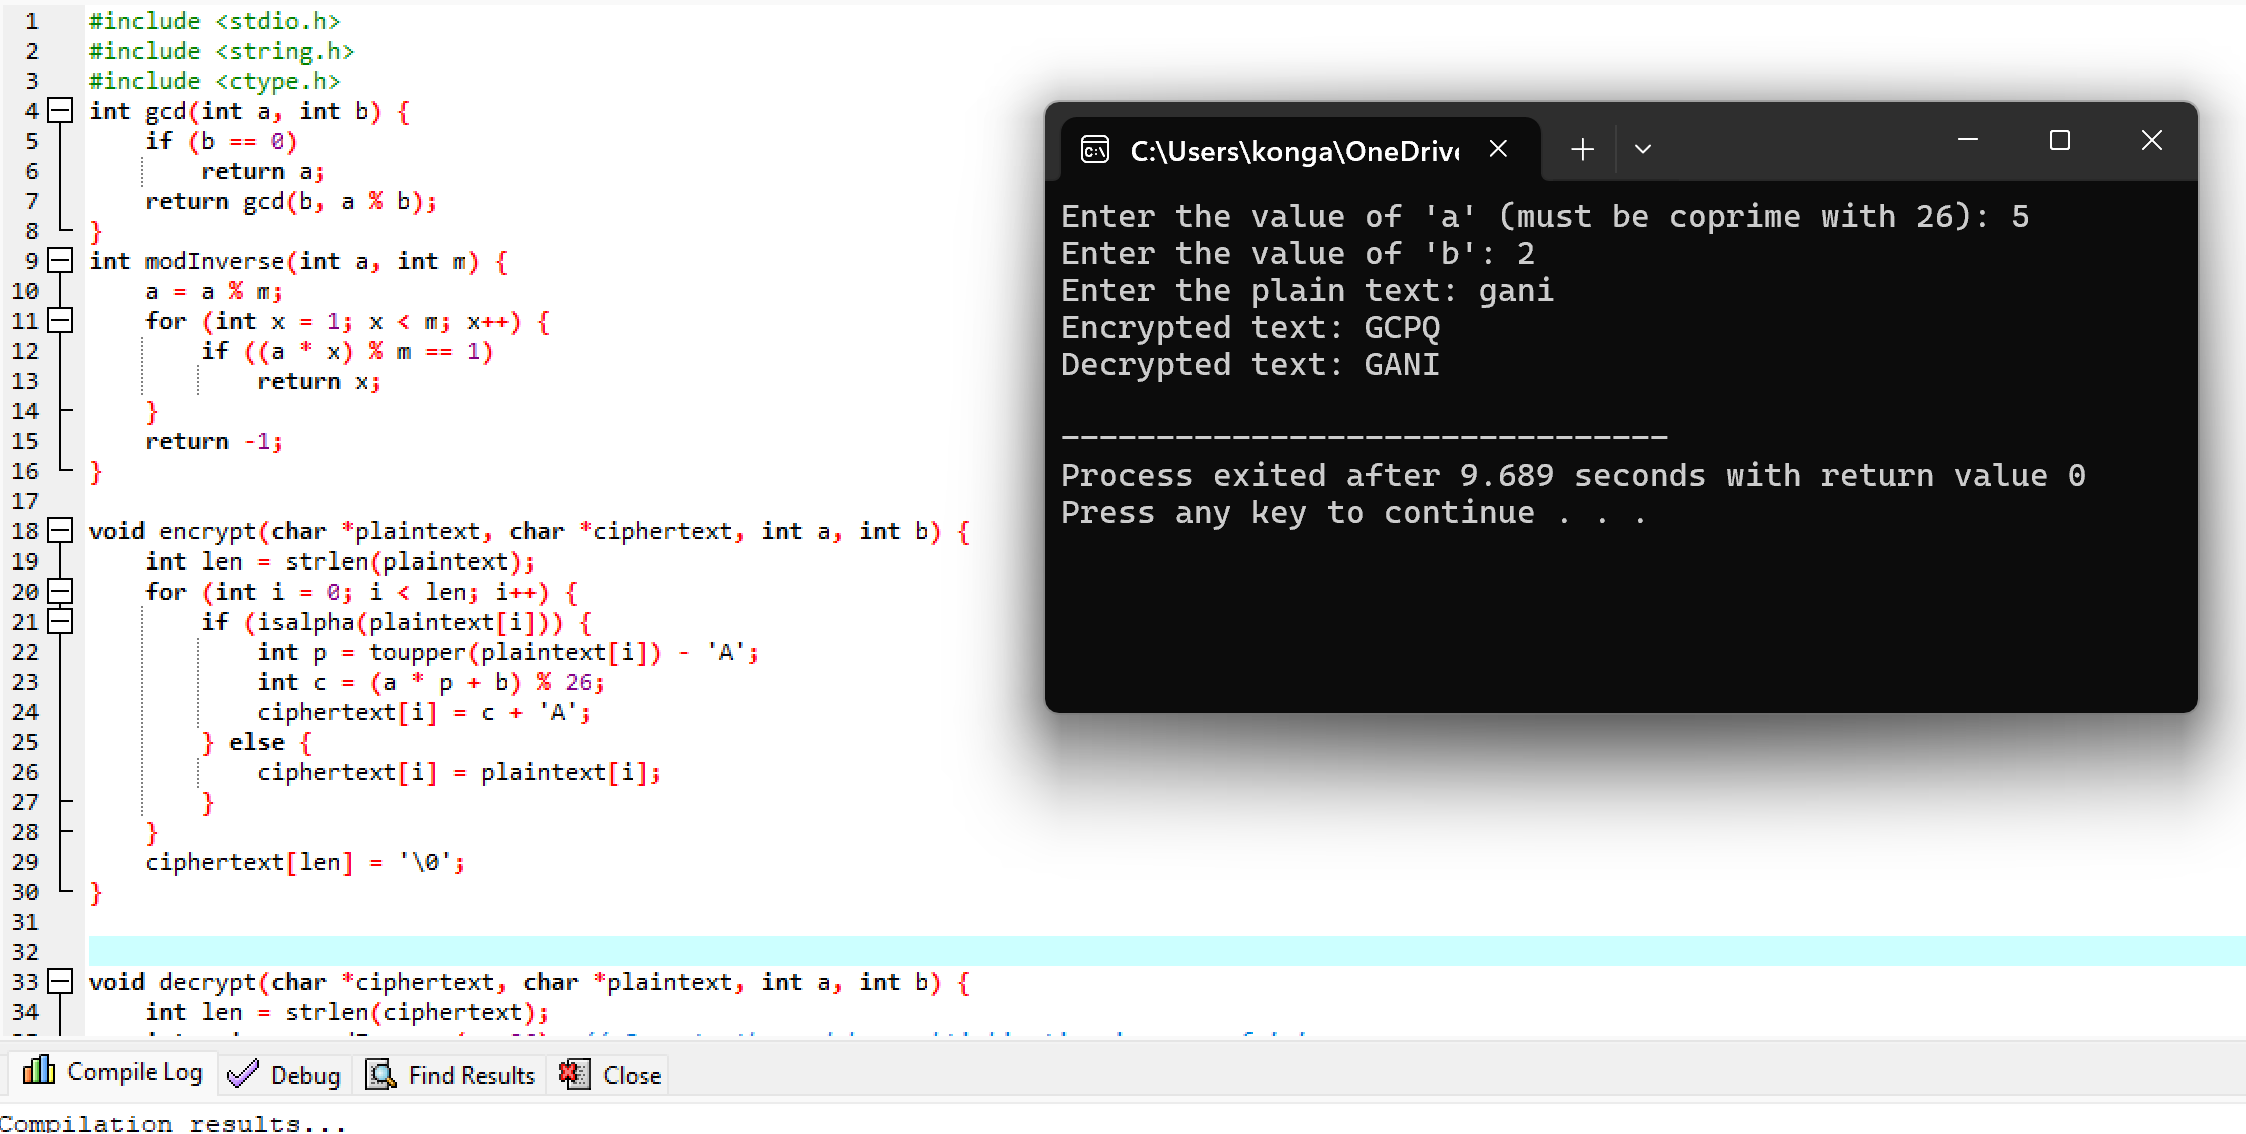 1 #include <stdio.h>
2 #include <string.h>
3 #include <ctype.h>
4 int gcd(int a, int b) {
5     if (b == 0)
6         return a;
7     return gcd(b, a % b);
8 }
9 int modInverse(int a, int m) {
10     a = a % m;
11     for (int x = 1; x < m; x++) {
12         if ((a * x) % m == 1)
13             return x;
14     }
15     return -1;
16 }
17
18 void encrypt(char *plaintext, char *ciphertext, int a, int b) {
19     int len = strlen(plaintext);
20     for (int i = 0; i < len; i++) {
21         if (isalpha(plaintext[i])) {
22             int p = toupper(plaintext[i]) - 'A';
23             int c = (a * p + b) % 26;
24             ciphertext[i] = c + 'A';
25         } else {
26             ciphertext[i] = plaintext[i];
27         }
28     }
29     ciphertext[len] = '\0';
30 }
31
32
33 void decrypt(char *ciphertext, char *plaintext, int a, int b) {
34     int len = strlen(ciphertext);
C:\Users\konga\OneDrive
Enter the value of 'a' (must be coprime with 26): 5
Enter the value of 'b': 2
Enter the plain text: gani
Encrypted text: GCPQ
Decrypted text: GANI
--------------------------------
Process exited after 9.689 seconds with return value 0
Press any key to continue . . .
Compile Log Debug Find Results Close
Compilation results...